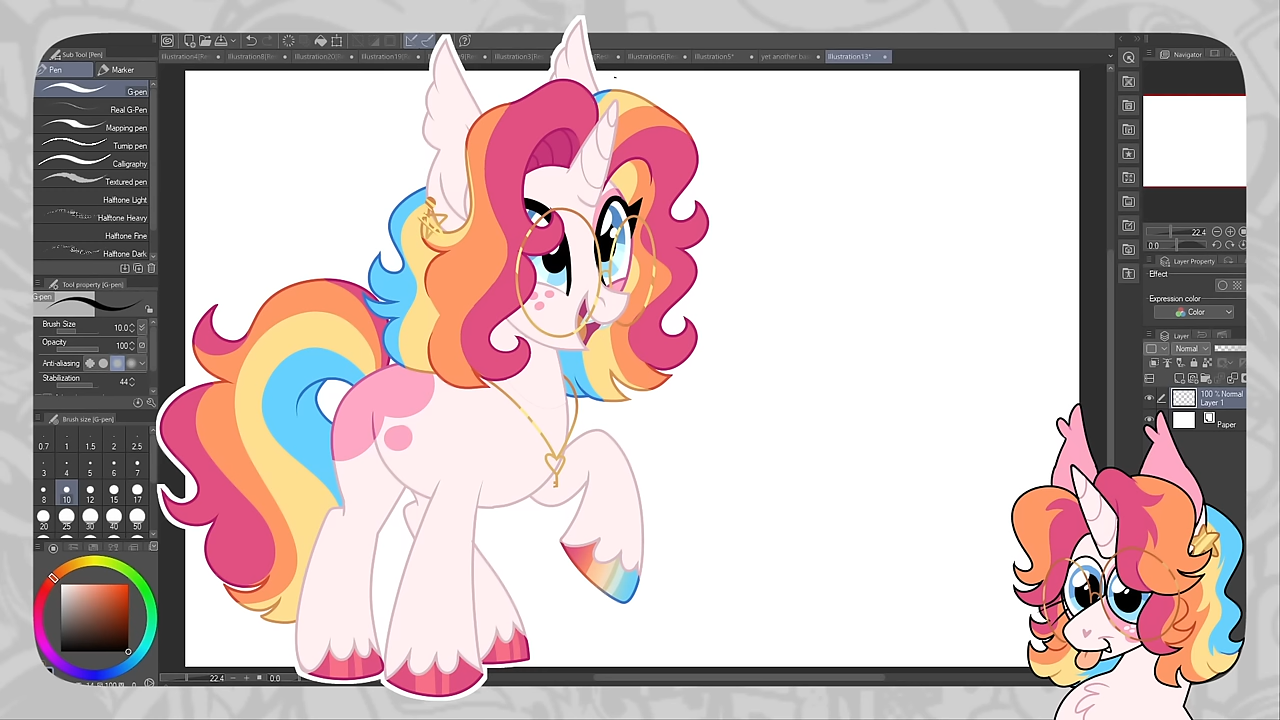 Sub Tool [Pen]
Pen
Marker
G-pen
Real G-Pen
Mapping pen
Turnip pen
Calligraphy
Textured pen
Halftone Light
Halftone Heavy
Halftone Fine
Halftone Dark
Tool property [G-pen]
G-pen
Brush Size 10.0
Opacity 100
Anti-aliasing
Stabilization 44
Brush size [G-pen]
0.7 1 1.5 2 2.5
3 4 5 6 7
8 10 12 15 17
20 25 30 40 50
Illustration13*
Illustration5*
22.4 0.0
Navigator
22.4
0.0
Layer Property
Effect
Expression color
Color
Layer
Normal
100 % Normal
Layer 1
Paper